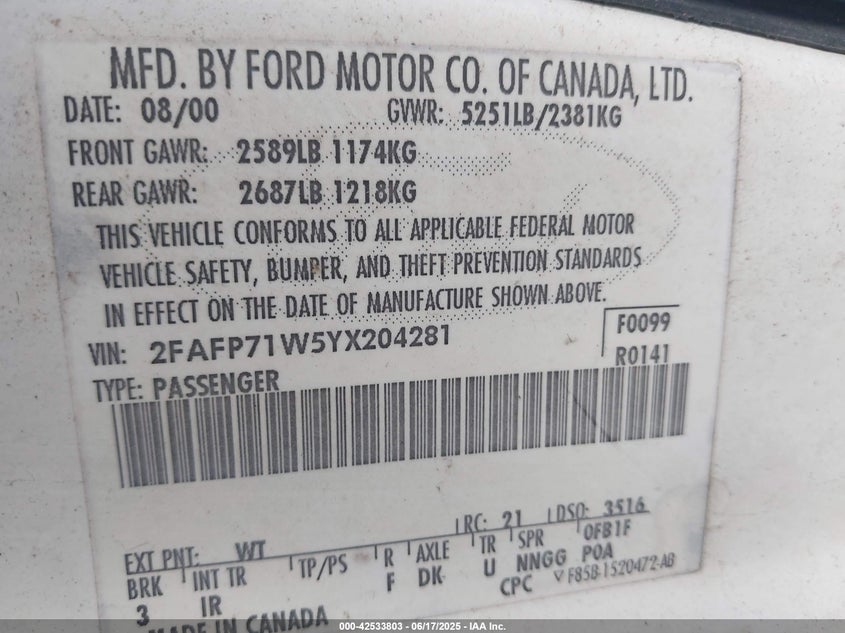 MFD. BY FORD MOTOR CO. OF CANADA, LTD.
DATE: 08/00 GVWR: 5251LB/2381KG
FRONT GAWR: 2589LB 1174KG
REAR GAWR: 2687LB 1218KG
THIS VEHICLE CONFORMS TO ALL APPLICABLE FEDERAL MOTOR
VEHICLE SAFETY, BUMPER, AND THEFT PREVENTION STANDARDS
IN EFFECT ON THE DATE OF MANUFACTURE SHOWN ABOVE.
VIN: 2FAFP71W5YX204281 F0099
TYPE: PASSENGER R0141
RC: 21 DSO: 3516
EXT PNT: WT
BRK INT TR TP/PS R AXLE TR SPR OFB1F
3 IR F DK U NNGG POA
CPC F85B-1520472-AB
MADE IN CANADA
000-42533803 - 06/17/2025 - IAA Inc.